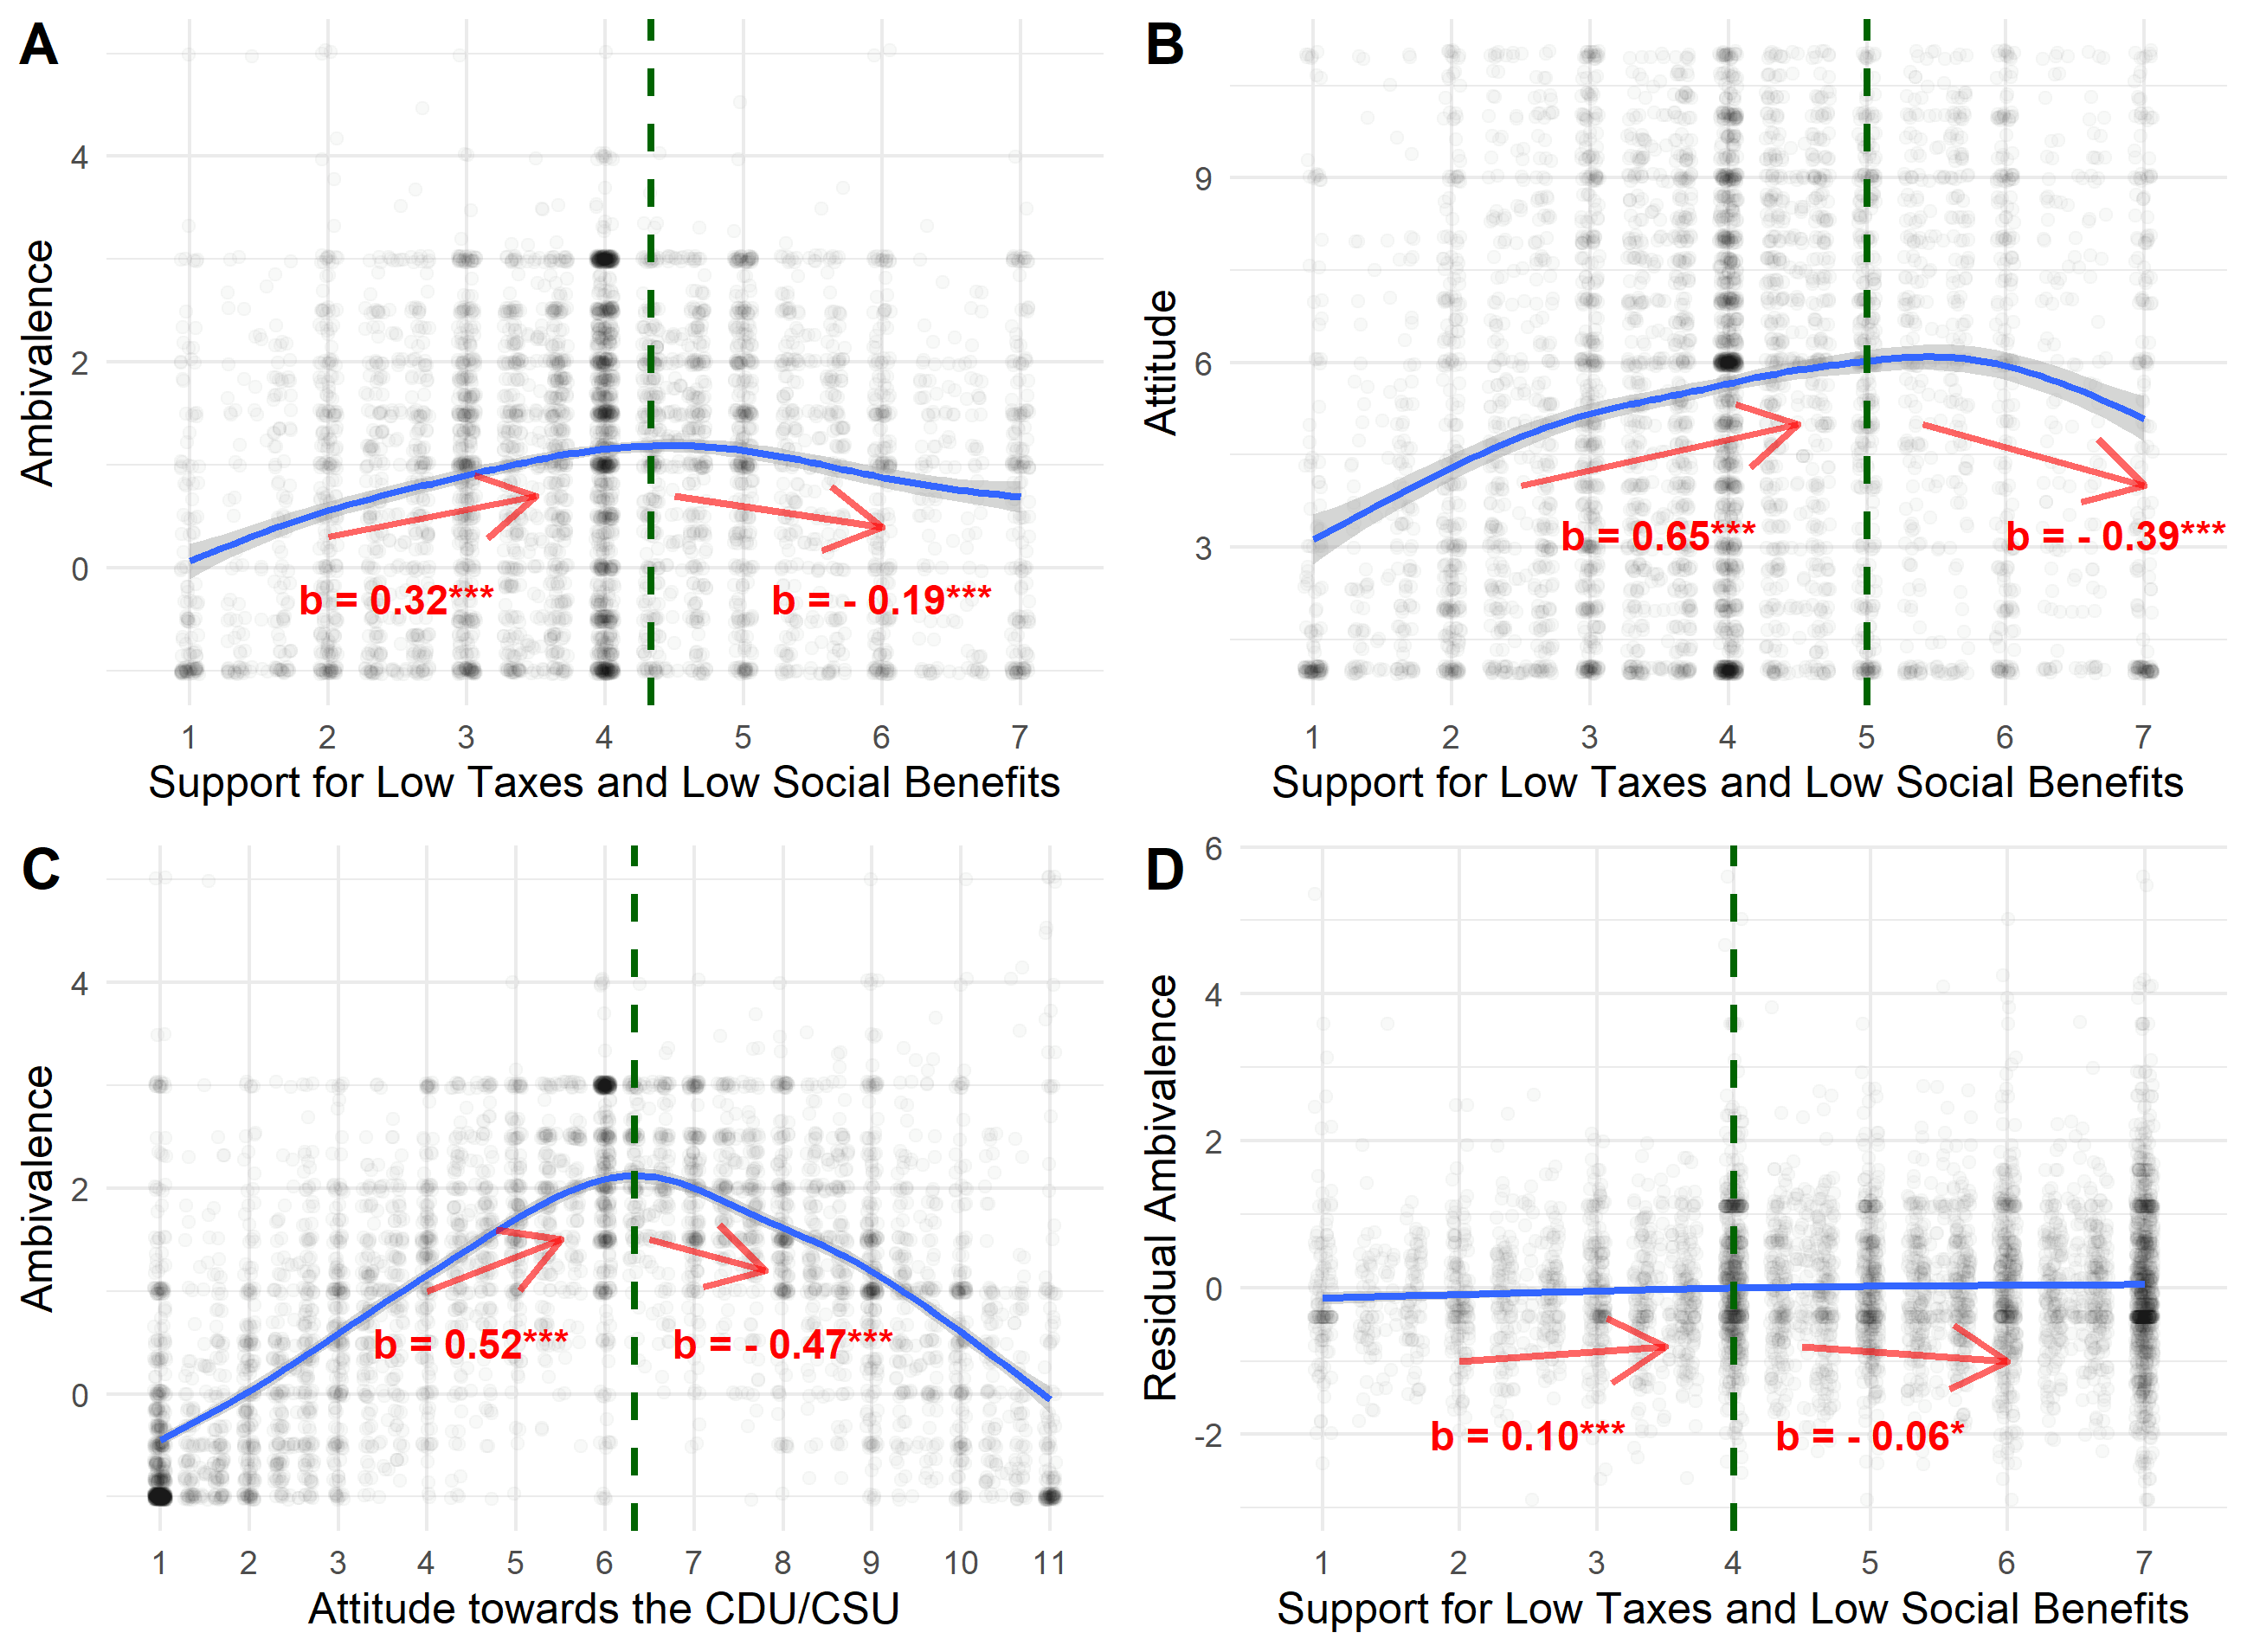 A
Ambivalence
4
2
0
b = 0.32***
b = - 0.19***
1 2 3 4 5 6 7
Support for Low Taxes and Low Social Benefits
B
Attitude
9
6
3
b = 0.65***
b = - 0.39***
1 2 3 4 5 6 7
Support for Low Taxes and Low Social Benefits
C
Ambivalence
4
2
0
b = 0.52***
b = - 0.47***
1 2 3 4 5 6 7 8 9 10 11
Attitude towards the CDU/CSU
D
Residual Ambivalence
6
4
2
0
-2
b = 0.10***
b = - 0.06*
1 2 3 4 5 6 7
Support for Low Taxes and Low Social Benefits